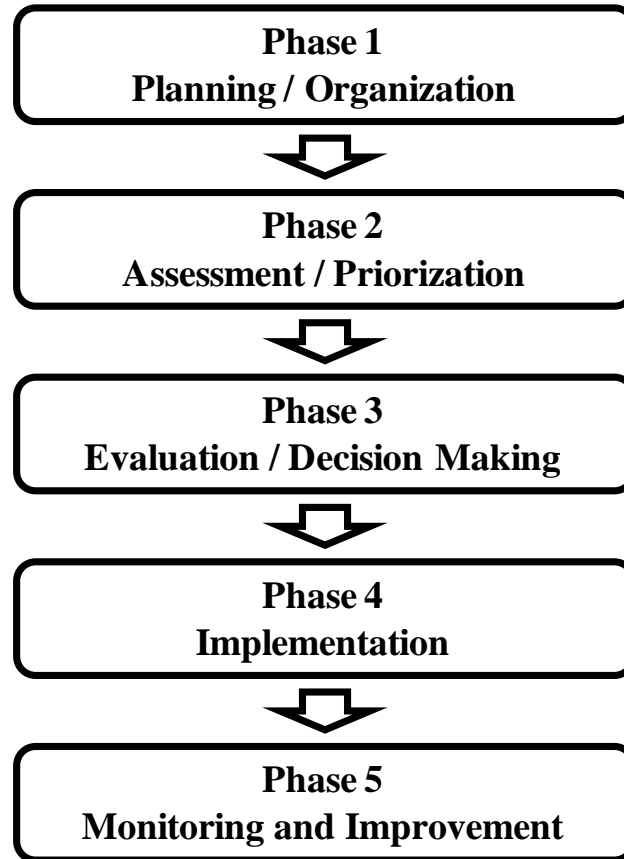 Phase 1
Planning / Organization
Phase 2
Assessment / Priorization
Phase 3
Evaluation / Decision Making
Phase 4
Implementation
Phase 5
Monitoring and Improvement